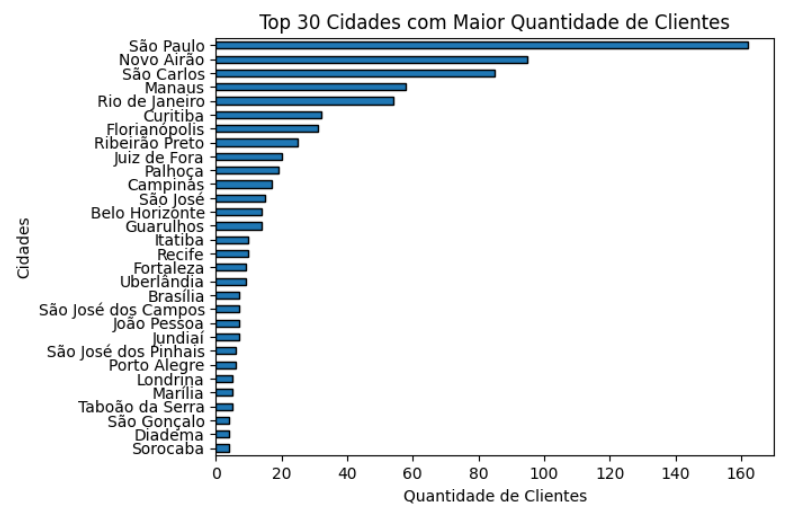 Top 30 Cidades com Maior Quantidade de Clientes
São Paulo
Novo Airão
São Carlos
Manaus
Rio de Janeiro
Curitiba
Florianópolis
Ribeirão Preto
Juiz de Fora
Palhoça
Campinas
São José
Belo Horizonte
Guarulhos
Itatiba
Recife
Fortaleza
Uberlândia
Brasília
São José dos Campos
João Pessoa
Jundiaí
São José dos Pinhais
Porto Alegre
Londrina
Marília
Taboão da Serra
São Gonçalo
Diadema
Sorocaba
Cidades
0 20 40 60 80 100 120 140 160
Quantidade de Clientes